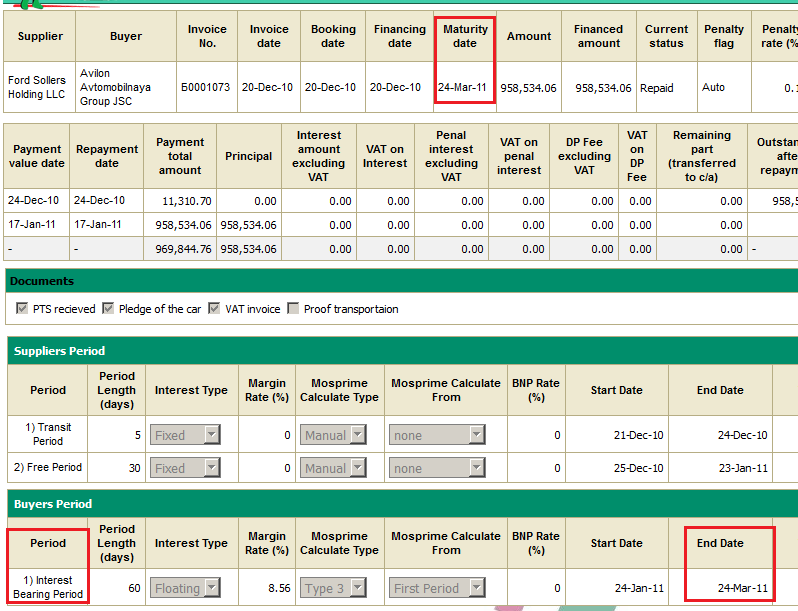 Supplier Buyer Invoice No. Invoice date Booking date Financing date Maturity date Amount Financed amount Current status Penalty flag Penalty rate (%
Ford Sollers Holding LLC Avilon Avtomobilnaya Group JSC Б0001073 20-Dec-10 20-Dec-10 20-Dec-10 24-Mar-11 958,534.06 958,534.06 Repaid Auto 0.1
Payment value date Repayment date Payment total amount Principal Interest amount excluding VAT VAT on Interest Penal interest excluding VAT VAT on penal interest DP Fee excluding VAT VAT on DP Fee Remaining part (transferred to c/a) Outstan after repaym
24-Dec-10 24-Dec-10 11,310.70 0.00 0.00 0.00 0.00 0.00 0.00 0.00 0.00 958,5
17-Jan-11 17-Jan-11 958,534.06 958,534.06 0.00 0.00 0.00 0.00 0.00 0.00 0.00
- - 969,844.76 958,534.06 0.00 0.00 0.00 0.00 0.00 0.00 0.00 -
Documents
PTS recieved Pledge of the car VAT invoice Proof transportaion
Suppliers Period
Period Period Length (days) Interest Type Margin Rate (%) Mosprime Calculate Type Mosprime Calculate From BNP Rate (%) Start Date End Date
1) Transit Period 5 Fixed 0 Manual none 0 21-Dec-10 24-Dec-10
2) Free Period 30 Fixed 0 Manual none 0 25-Dec-10 23-Jan-11
Buyers Period
Period Period Length (days) Interest Type Margin Rate (%) Mosprime Calculate Type Mosprime Calculate From BNP Rate (%) Start Date End Date
1) Interest Bearing Period 60 Floating 8.56 Type 3 First Period 0 24-Jan-11 24-Mar-11